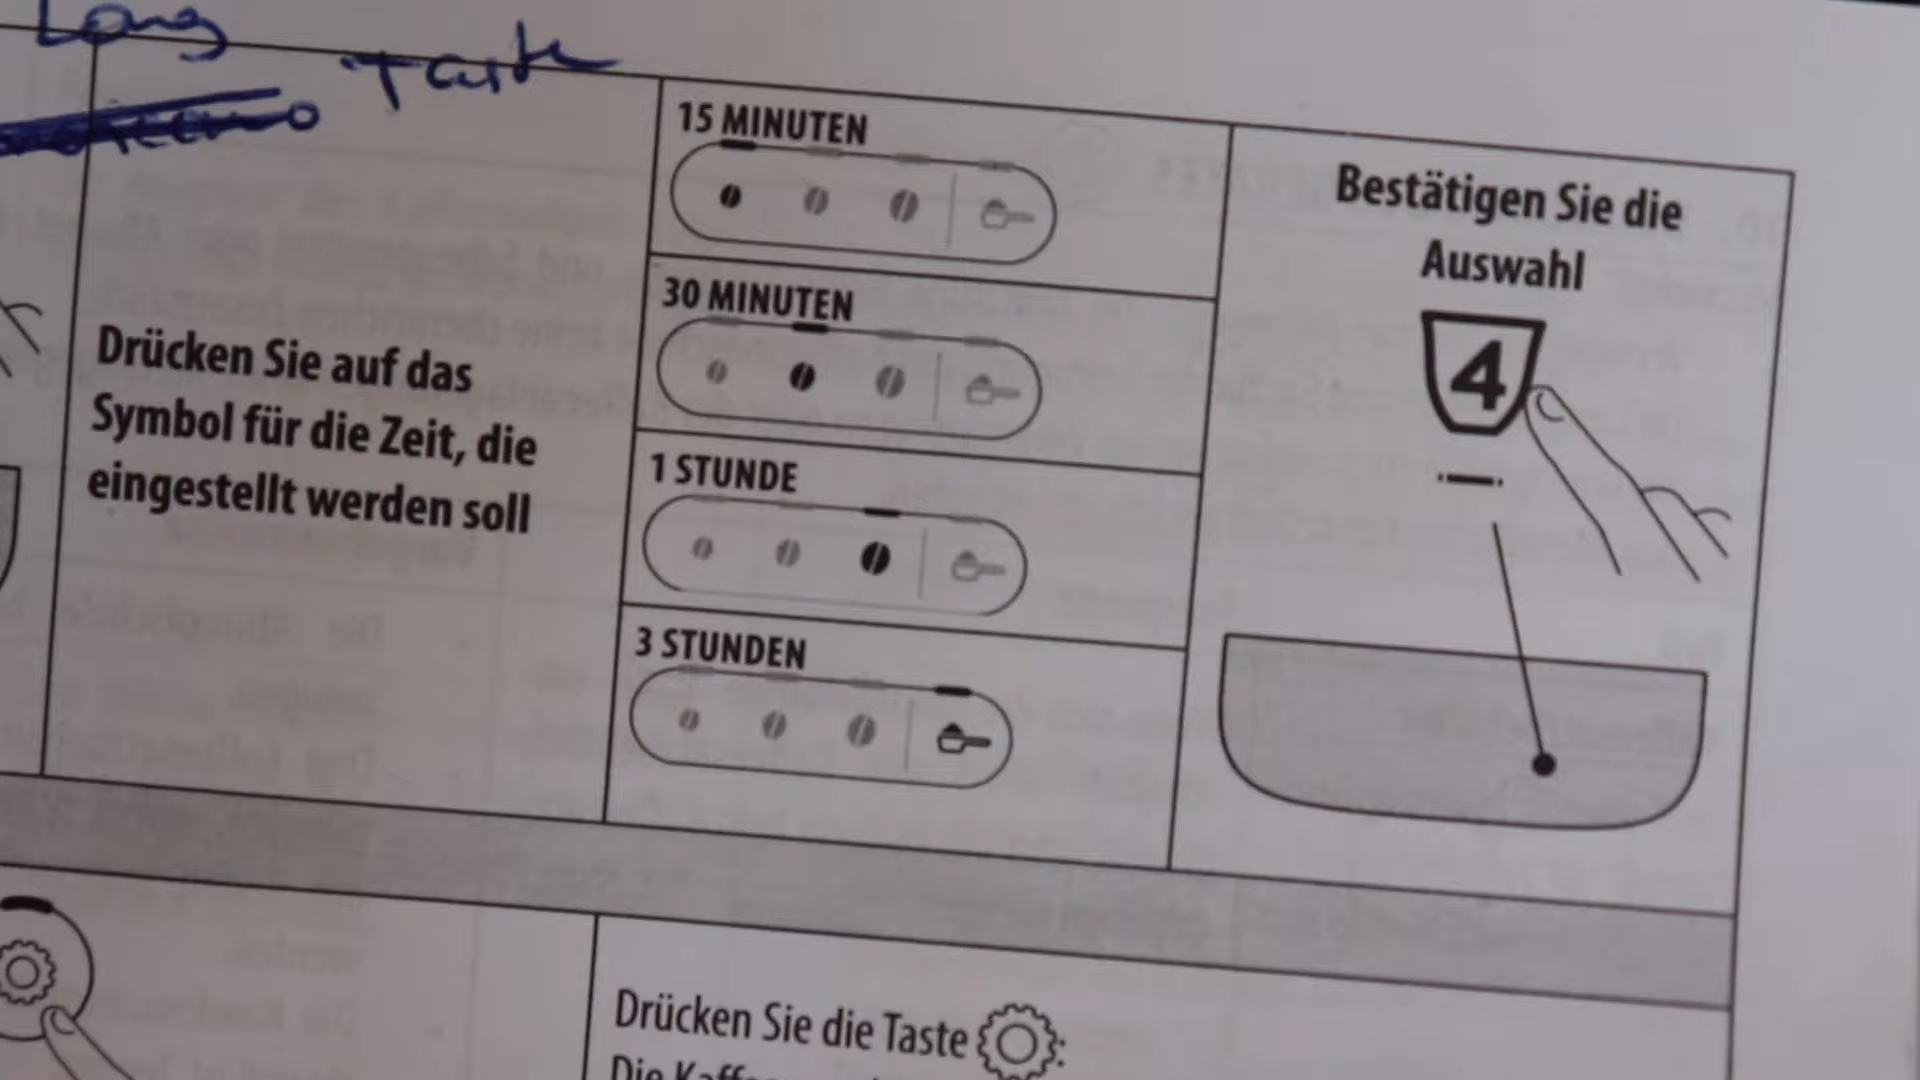 Long
Taste
15 MINUTEN
30 MINUTEN
1 STUNDE
3 STUNDEN
Drücken Sie auf das
Symbol für die Zeit, die
eingestellt werden soll
Bestätigen Sie die
Auswahl
4
Drücken Sie die Taste :
Die